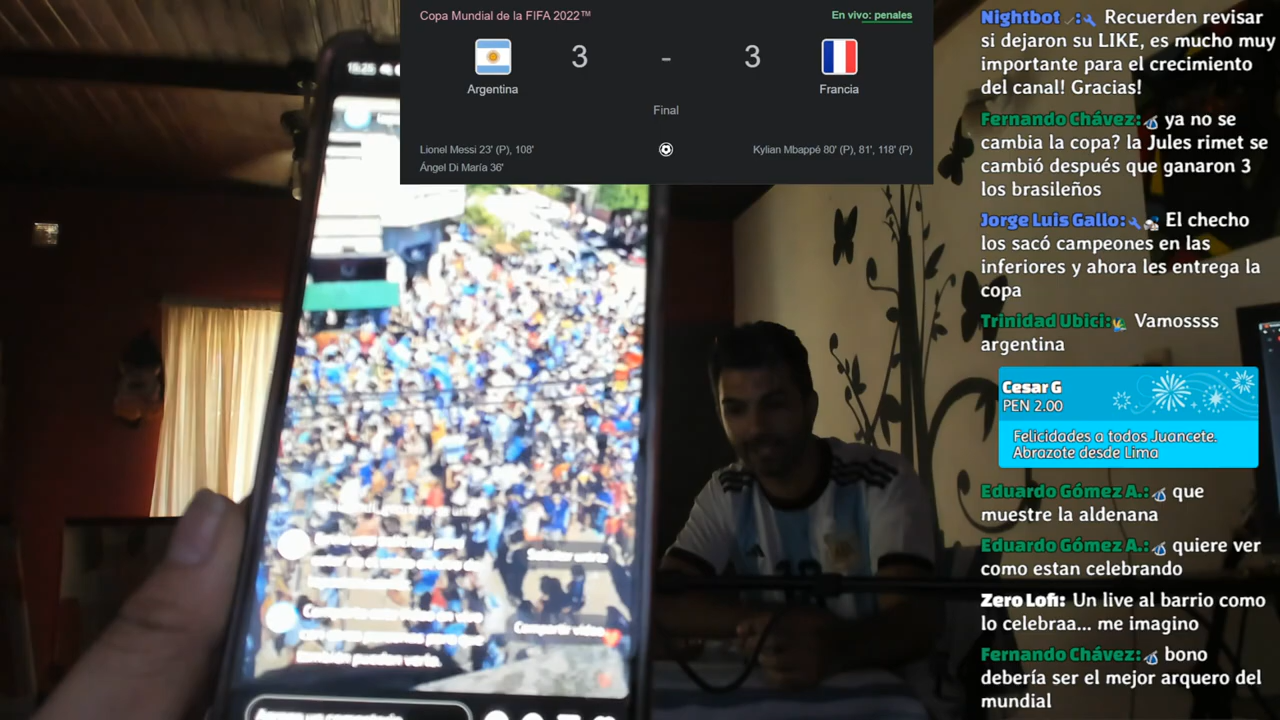 Copa Mundial de la FIFA 2022™
En vivo: penales
3 - 3
Argentina
Francia
Final
Lionel Messi 23' (P), 108'
Ángel Di María 36'
Kylian Mbappé 80' (P), 81', 118' (P)
15:25
Solicitar unirte
Compartir video
Nightbot : Recuerden revisar
si dejaron su LIKE, es mucho muy
importante para el crecimiento
del canal! Gracias!
Fernando Chávez: ya no se
cambia la copa? la Jules rimet se
cambió después que ganaron 3
los brasileños
Jorge Luis Gallo: El checho
los sacó campeones en las
inferiores y ahora les entrega la
copa
Trinidad Ubici: Vamossss
argentina
Cesar G
PEN 2.00
Felicidades a todos Juancete.
Abrazote desde Lima
Eduardo Gómez A.: que
muestre la aldenana
Eduardo Gómez A.: quiere ver
como estan celebrando
Zero Lofi: Un live al barrio como
lo celebraa... me imagino
Fernando Chávez: bono
debería ser el mejor arquero del
mundial